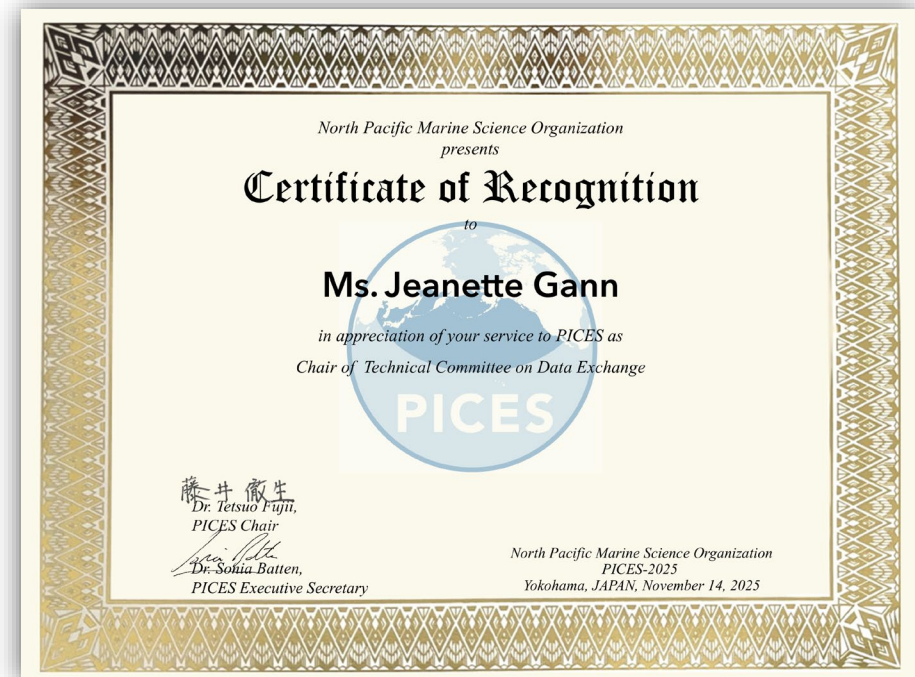 North Pacific Marine Science Organization
presents
Certificate of Recognition
to
Ms. Jeanette Gann
in appreciation of your service to PICES as
Chair of Technical Committee on Data Exchange
PICES
藤井 徹生
Dr. Tetsuo Fujii,
PICES Chair
Dr. Sonia Batten,
PICES Executive Secretary
North Pacific Marine Science Organization
PICES-2025
Yokohama, JAPAN, November 14, 2025